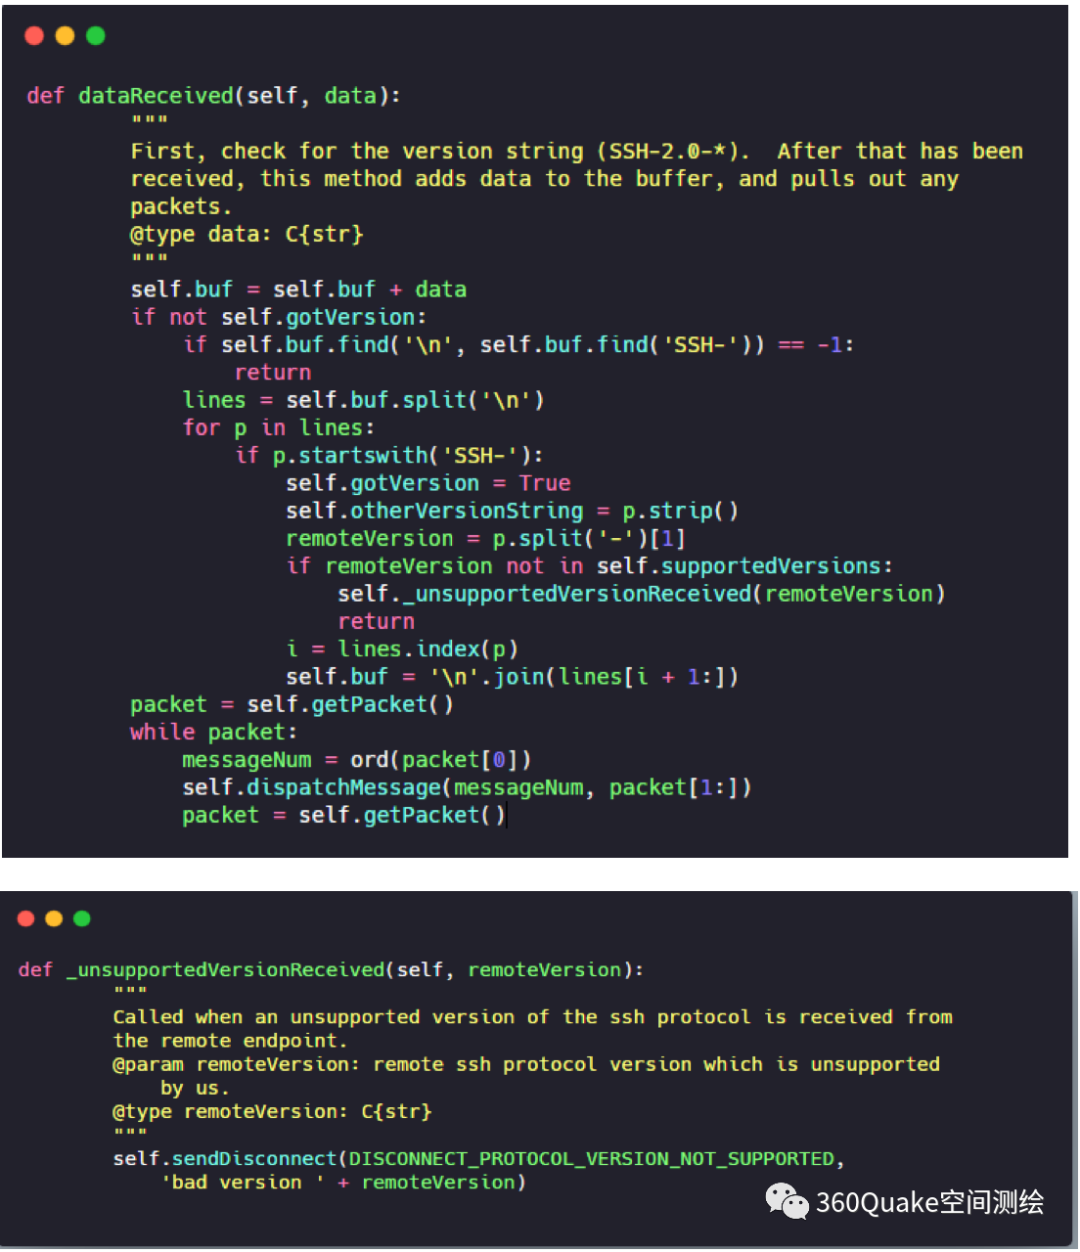 def dataReceived(self, data):
"""
First, check for the version string (SSH-2.0-*).  After that has been
received, this method adds data to the buffer, and pulls out any
packets.
@type data: C{str}
"""
self.buf = self.buf + data
if not self.gotVersion:
if self.buf.find('\n', self.buf.find('SSH-')) == -1:
return
lines = self.buf.split('\n')
for p in lines:
if p.startswith('SSH-'):
self.gotVersion = True
self.otherVersionString = p.strip()
remoteVersion = p.split('-')[1]
if remoteVersion not in self.supportedVersions:
self._unsupportedVersionReceived(remoteVersion)
return
i = lines.index(p)
self.buf = '\n'.join(lines[i + 1:])
packet = self.getPacket()
while packet:
messageNum = ord(packet[0])
self.dispatchMessage(messageNum, packet[1:])
packet = self.getPacket()
def _unsupportedVersionReceived(self, remoteVersion):
"""
Called when an unsupported version of the ssh protocol is received from
the remote endpoint.
@param remoteVersion: remote ssh protocol version which is unsupported
by us.
@type remoteVersion: C{str}
"""
self.sendDisconnect(DISCONNECT_PROTOCOL_VERSION_NOT_SUPPORTED,
'bad version ' + remoteVersion)
360Quake空间测绘